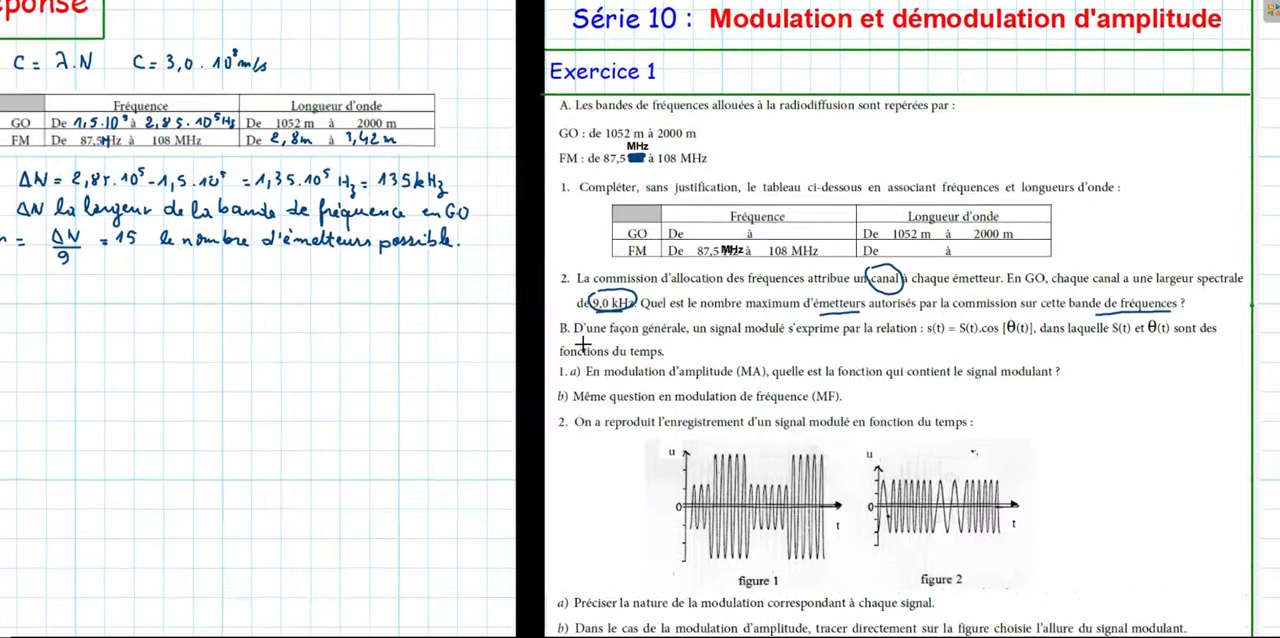 éponse
C = λ.N C = 3,0 . 10⁸ m/s
Fréquence Longueur d'onde
GO De 1,5.10⁵ à 2,85.10⁵Hz De 1052 m à 2000 m
FM De 87,5MHz à 108 MHz De 2,8m à 3,42m
ΔN = 2,85.10⁵ - 1,5.10⁵ = 1,35.10⁵ Hz = 135kHz
ΔN la largeur de la bande de fréquence en GO
n = ΔN/9 = 15 le nombre d'émetteurs possible.
Série 10 : Modulation et démodulation d'amplitude
Exercice 1
A. Les bandes de fréquences allouées à la radiodiffusion sont repérées par :
GO : de 1052 m à 2000 m
MHz
FM : de 87,5 à 108 MHz
1. Compléter, sans justification, le tableau ci-dessous en associant fréquences et longueurs d'onde :
Fréquence Longueur d'onde
GO De à De 1052 m à 2000 m
FM De 87,5 MHz à 108 MHz De à
2. La commission d'allocation des fréquences attribue un canal à chaque émetteur. En GO, chaque canal a une largeur spectrale
de 9,0 kHz. Quel est le nombre maximum d'émetteurs autorisés par la commission sur cette bande de fréquences ?
B. D'une façon générale, un signal modulé s'exprime par la relation : s(t) = S(t).cos [θ(t)], dans laquelle S(t) et θ(t) sont des
fonctions du temps.
1. a) En modulation d'amplitude (MA), quelle est la fonction qui contient le signal modulant ?
b) Même question en modulation de fréquence (MF).
2. On a reproduit l'enregistrement d'un signal modulé en fonction du temps :
u u
0 0
t t
figure 1 figure 2
a) Préciser la nature de la modulation correspondant à chaque signal.
b) Dans le cas de la modulation d'amplitude, tracer directement sur la figure choisie l'allure du signal modulant.